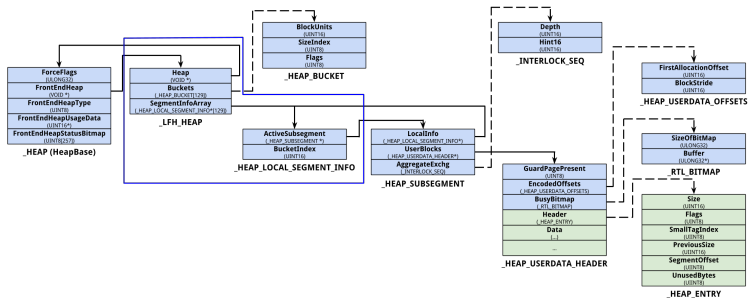 ForceFlags
(ULONG32)
FrontEndHeap
(VOID *)
FrontEndHeapType
(UINT8)
FrontEndHeapUsageData
(UINT16*)
FrontEndHeapStatusBitmap
(UINT8[257])
_HEAP (HeapBase)
Heap
(VOID *)
Buckets
(_HEAP_BUCKET[129])
SegmentInfoArray
(_HEAP_LOCAL_SEGMENT_INFO*[129])
_LFH_HEAP
BlockUnits
(UINT16)
SizeIndex
(UINT8)
Flags
(UINT8)
_HEAP_BUCKET
ActiveSubsegment
(_HEAP_SUBSEGMENT *)
BucketIndex
(UINT16)
_HEAP_LOCAL_SEGMENT_INFO
LocalInfo
(_HEAP_LOCAL_SEGMENT_INFO*)
UserBlocks
(_HEAP_USERDATA_HEADER*)
AggregateExchg
(_INTERLOCK_SEQ)
_HEAP_SUBSEGMENT
Depth
(UINT16)
Hint16
(UINT16)
_INTERLOCK_SEQ
GuardPagePresent
(UINT8)
EncodedOffsets
(_HEAP_USERDATA_OFFSETS)
BusyBitmap
(_RTL_BITMAP)
Header
(_HEAP_ENTRY)
Data
(...)
...
_HEAP_USERDATA_HEADER
FirstAllocationOffset
(UINT16)
BlockStride
(UINT16)
_HEAP_USERDATA_OFFSETS
SizeOfBitMap
(ULONG32)
Buffer
(ULONG32*)
_RTL_BITMAP
Size
(UINT16)
Flags
(UINT8)
SmallTagIndex
(UINT8)
PreviousSize
(UINT16)
SegmentOffset
(UINT8)
UnusedBytes
(UINT8)
_HEAP_ENTRY